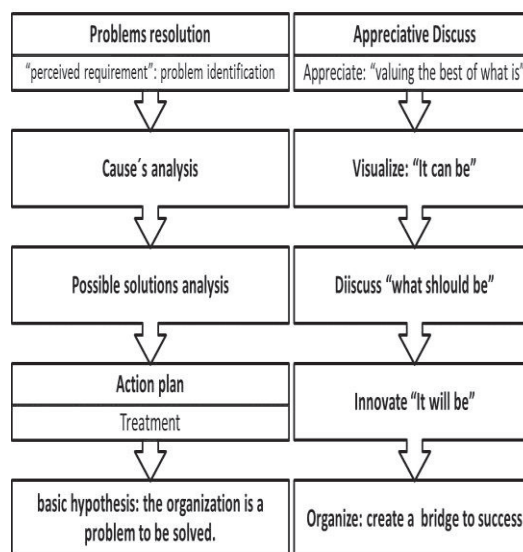 Problems resolution
“perceived requirement”: problem identification
Cause´s analysis
Possible solutions analysis
Action plan
Treatment
basic hypothesis: the organization is a
problem to be solved.
Appreciative Discuss
Appreciate: “valuing the best of what is”
Visualize: “It can be”
Diiscuss “what shlould be”
Innovate “It will be”
Organize: create a bridge to success